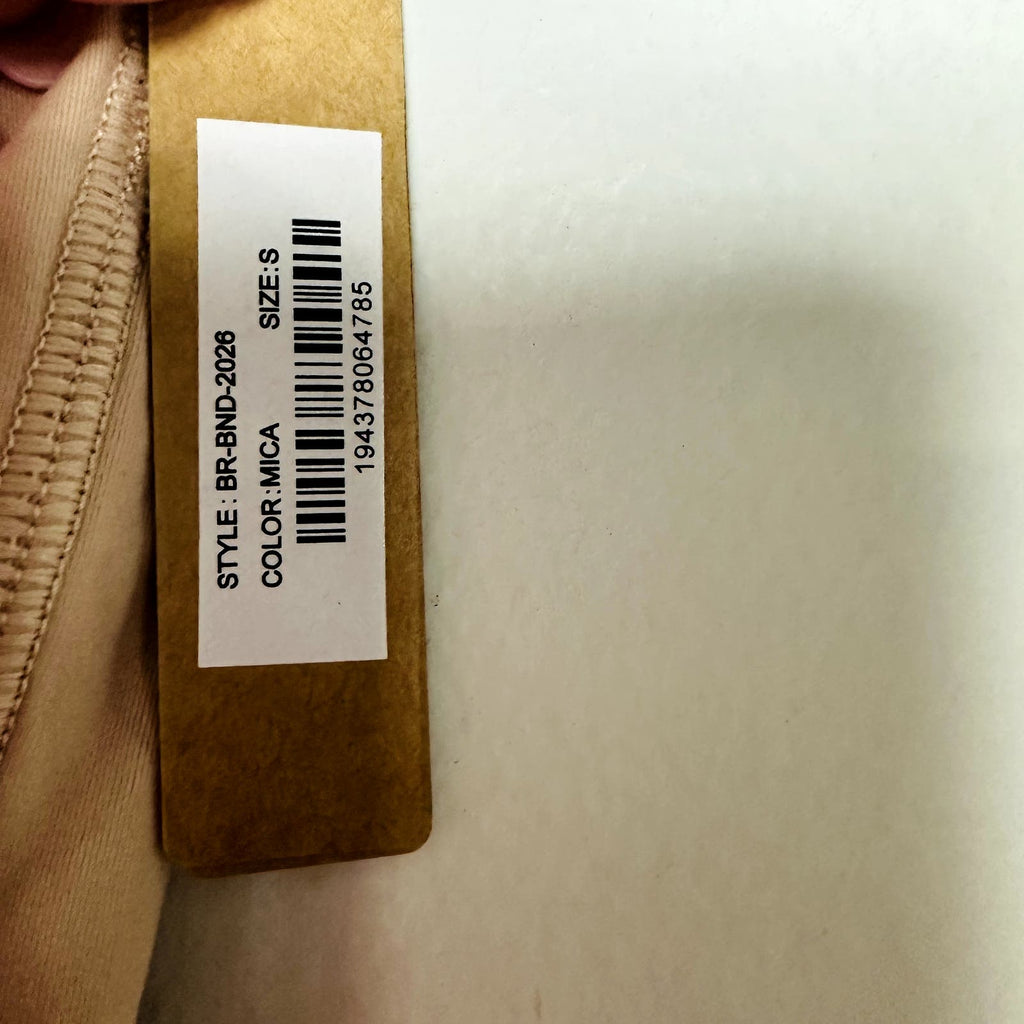 STYLE : BR-BND-2026
COLOR:MICA SIZE:S
194378064785